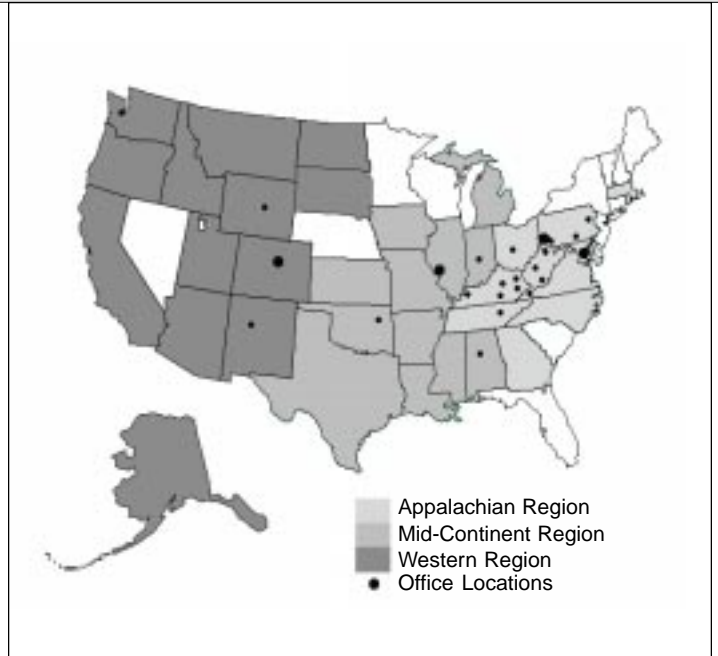 Appalachian Region
Mid-Continent Region
Western Region
Office Locations